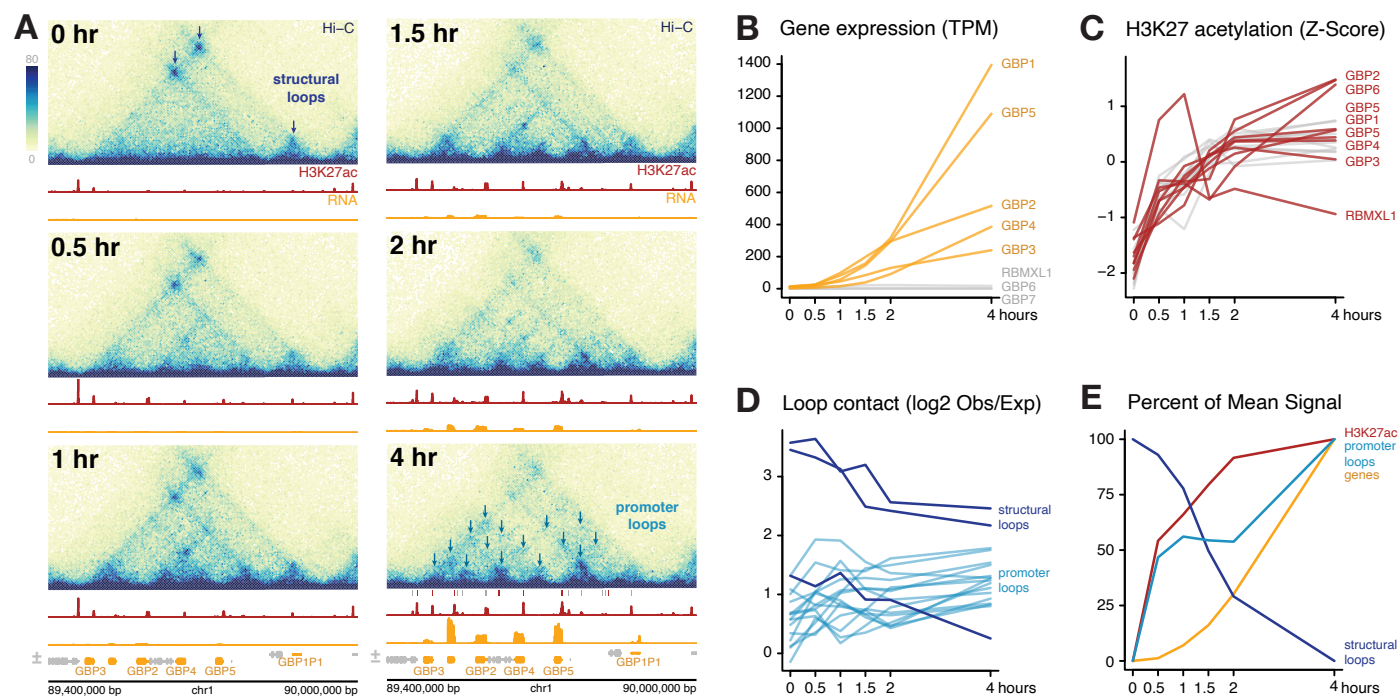 A
0 hr
Hi-C
80
0
structural
loops
H3K27ac
RNA
0.5 hr
1 hr
±
GBP3
GBP2
GBP4
GBP5
GBP1P1
89,400,000 bp
chr1
90,000,000 bp
1.5 hr
Hi-C
H3K27ac
RNA
2 hr
4 hr
promoter
loops
±
GBP3
GBP2
GBP4
GBP5
GBP1P1
89,400,000 bp
chr1
90,000,000 bp
B
Gene expression (TPM)
1400
1200
1000
800
600
400
200
0
GBP1
GBP5
GBP2
GBP4
GBP3
RBMXL1
GBP6
GBP7
0 0.5 1 1.5 2 4 hours
C
H3K27 acetylation (Z-Score)
1
0
−1
−2
GBP2
GBP6
GBP5
GBP1
GBP5
GBP4
GBP3
RBMXL1
0 0.5 1 1.5 2 4 hours
D
Loop contact (log2 Obs/Exp)
3
2
1
0
structural
loops
promoter
loops
0 0.5 1 1.5 2 4 hours
E
Percent of Mean Signal
100
75
50
25
0
H3K27ac
promoter
loops
genes
structural
loops
0 0.5 1 1.5 2 4 hours